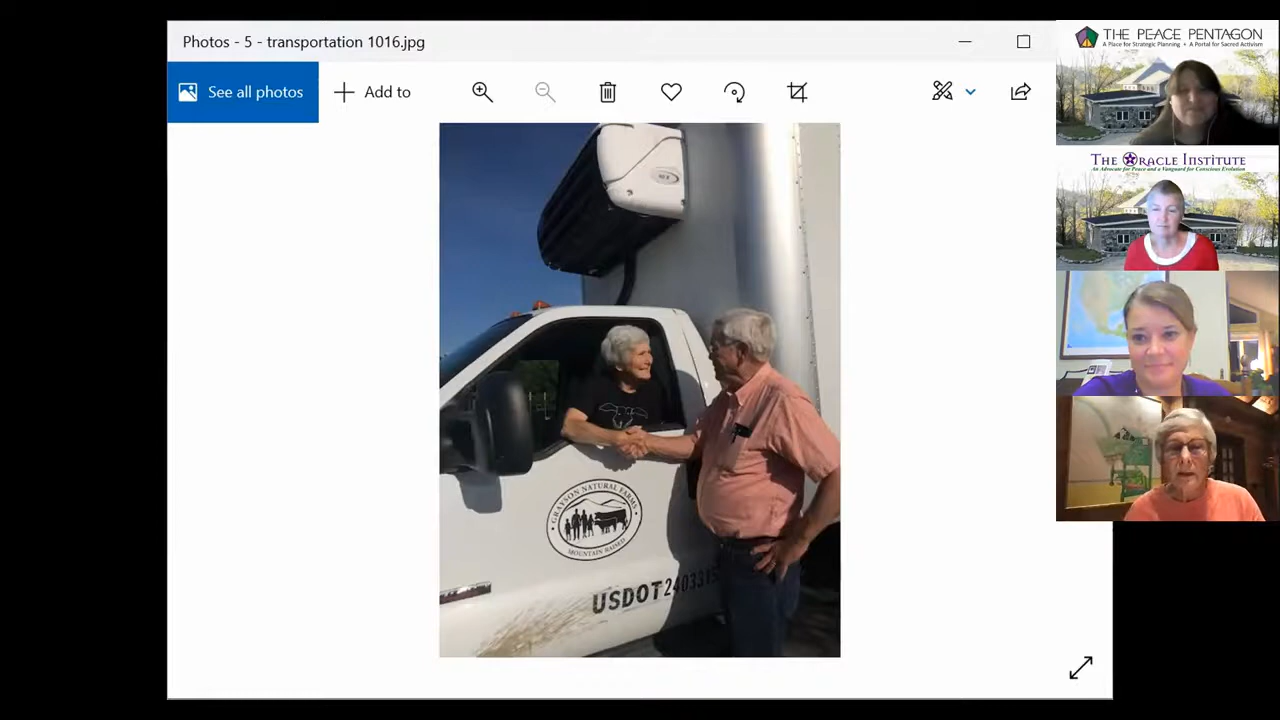 Photos - 5 - transportation 1016.jpg
See all photos
Add to
GRAYSON NATURAL FARMS
MOUNTAIN RAISED
USDOT 2403315
THE PEACE PENTAGON
A Place for Strategic Planning • A Portal for Sacred Activism
THE ORACLE INSTITUTE
An Advocate for Peace and a Vanguard for Conscious Evolution